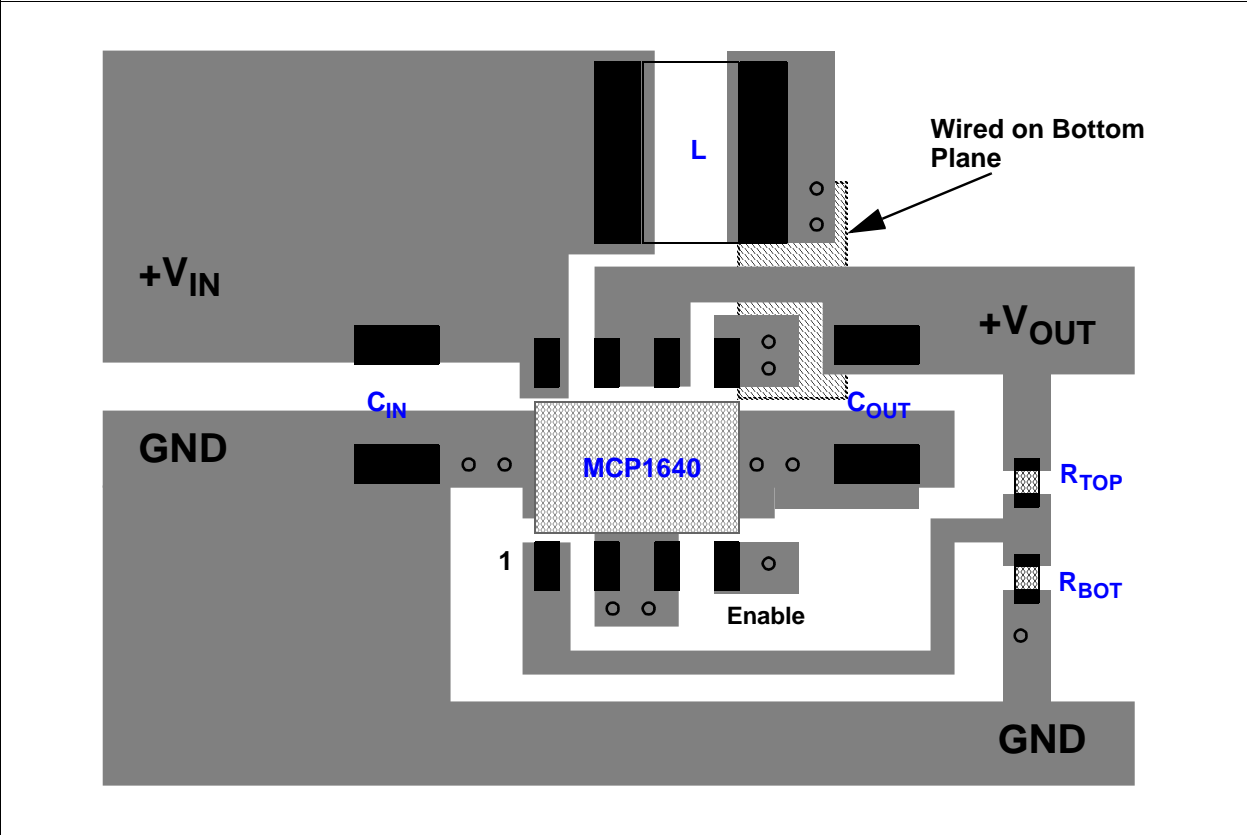 Wired on Bottom
Plane
L
+VIN
+VOUT
CIN
COUT
GND
MCP1640
RTOP
1
RBOT
Enable
GND